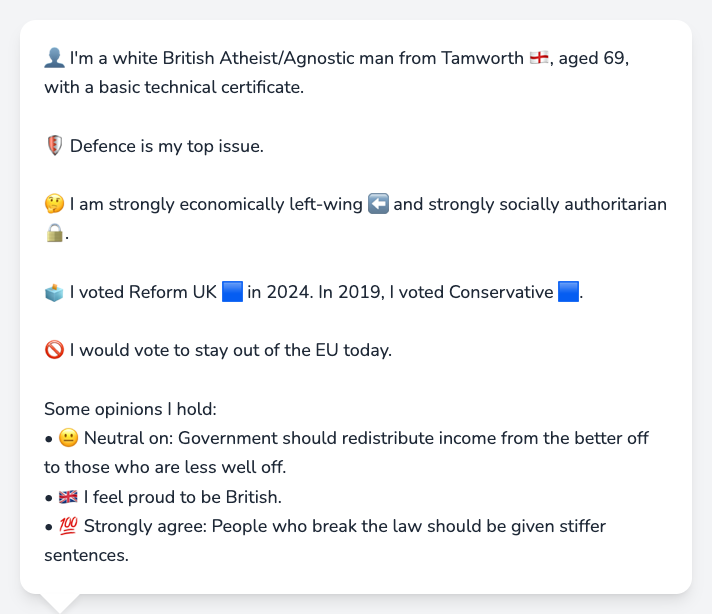 👤 I'm a white British Atheist/Agnostic man from Tamworth 🏴󠁧󠁢󠁥󠁮󠁧󠁿, aged 69,
with a basic technical certificate.
🛡️ Defence is my top issue.
🤔 I am strongly economically left-wing ⬅️ and strongly socially authoritarian
🔒.
🗳️ I voted Reform UK 🟦 in 2024. In 2019, I voted Conservative 🟦.
🚫 I would vote to stay out of the EU today.
Some opinions I hold:
• 😐 Neutral on: Government should redistribute income from the better off
to those who are less well off.
• 🇬🇧 I feel proud to be British.
• 💯 Strongly agree: People who break the law should be given stiffer
sentences.